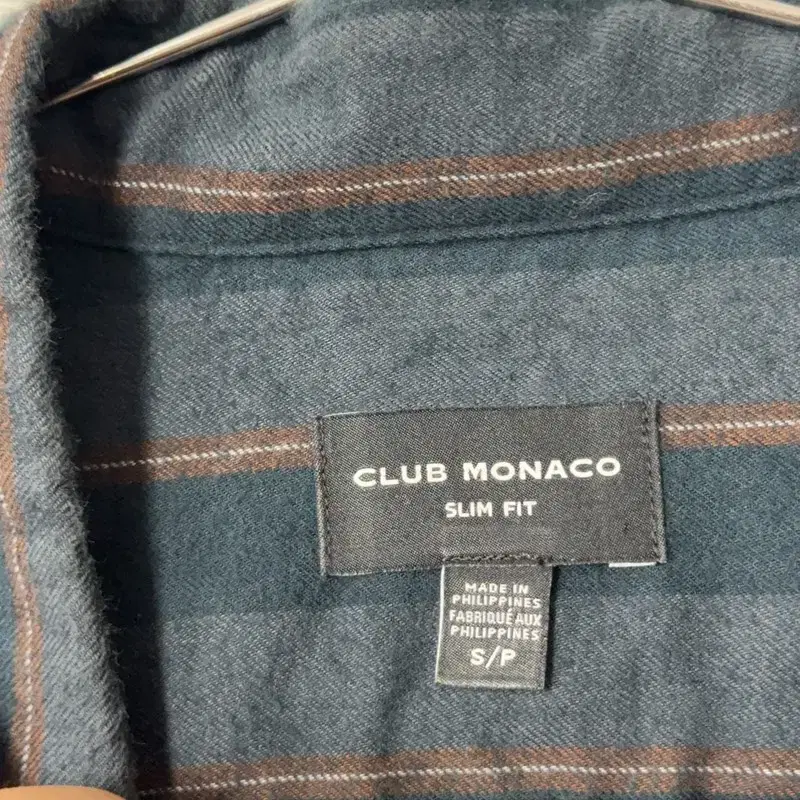 CLUB MONACO
SLIM FIT
MADE IN
PHILIPPINES
FABRIQUÉ AUX
PHILIPPINES
S/P